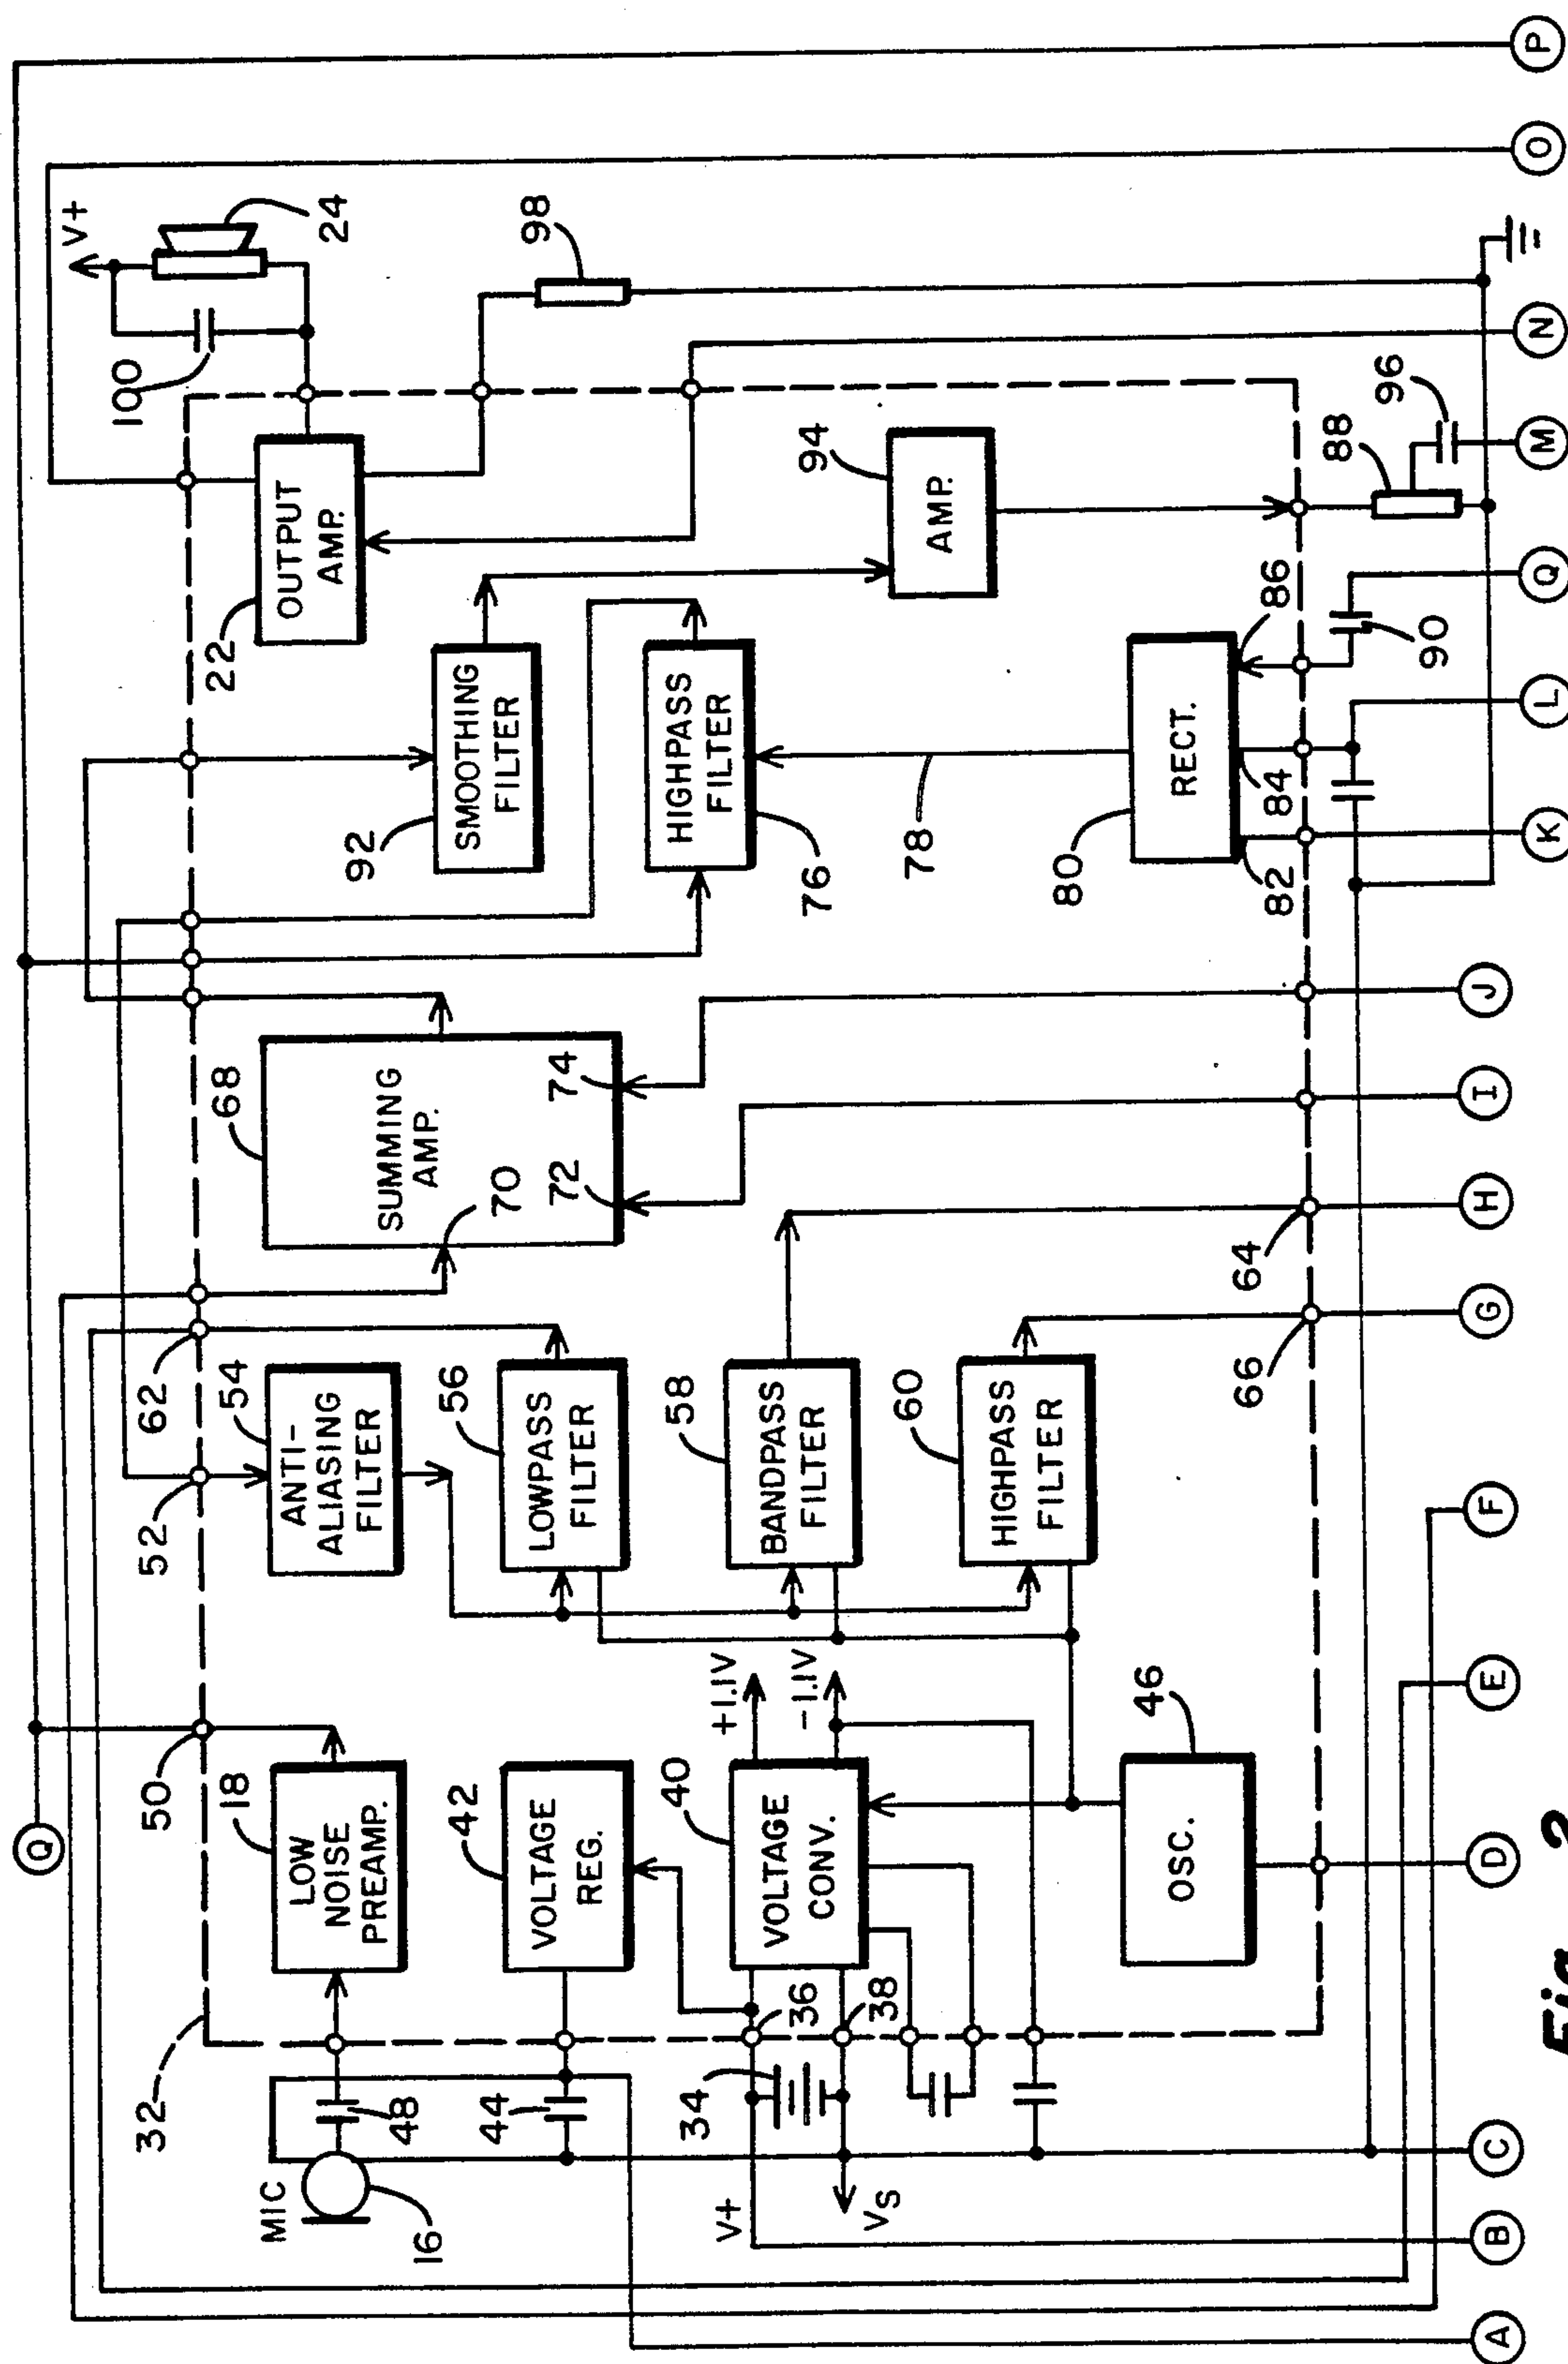 Q
P
O
V+
100
24
98
32
MIC
16
48
50
18
LOW
NOISE
PREAMP.
52
54
ANTI-
ALIASING
FILTER
62
68
SUMMING
AMP.
70
72
74
22
OUTPUT
AMP.
44
42
VOLTAGE
REG.
56
LOWPASS
FILTER
92
SMOOTHING
FILTER
V+
34
36
40
VOLTAGE
CONV.
+1.1V
-1.1V
38
VS
58
BANDPASS
FILTER
HIGHPASS
FILTER
76
94
AMP.
60
HIGHPASS
FILTER
78
46
OSC.
80
RECT.
66
64
82
84
86
90
88
96
A
B
C
D
E
F
G
H
I
J
K
L
Q
M
N
Fig. 2